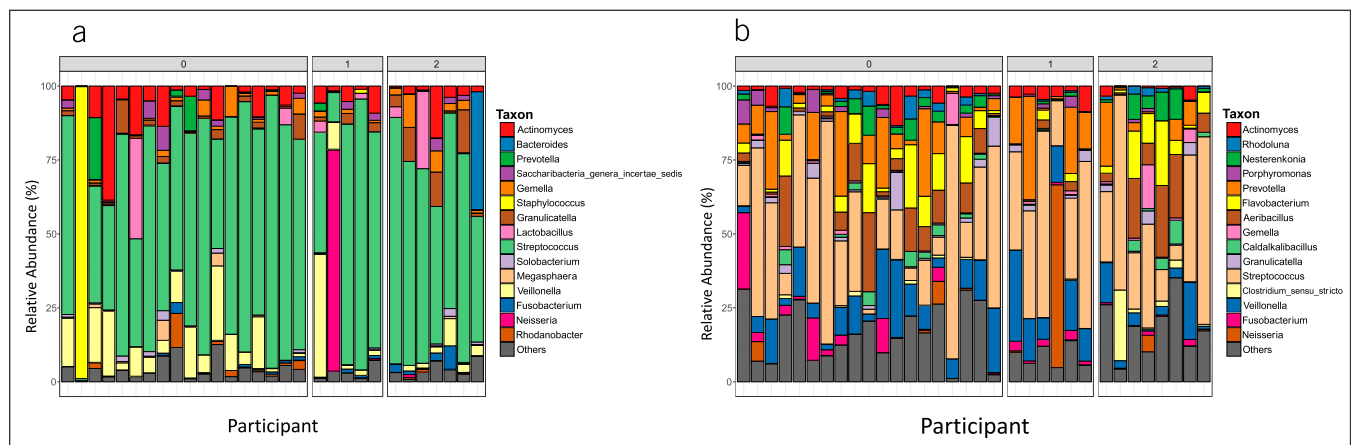 a
0
1
2
100
75
50
25
0
Relative Abundance (%)
Participant
Taxon
Actinomyces
Bacteroides
Prevotella
Saccharibacteria_genera_incertae_sedis
Gemella
Staphylococcus
Granulicatella
Lactobacillus
Streptococcus
Solobacterium
Megasphaera
Veillonella
Fusobacterium
Neisseria
Rhodanobacter
Others
b
0
1
2
100
75
50
25
0
Relative Abundance (%)
Participant
Taxon
Actinomyces
Rhodoluna
Nesterenkonia
Porphyromonas
Prevotella
Flavobacterium
Aeribacillus
Gemella
Caldalkalibacillus
Granulicatella
Streptococcus
Clostridium_sensu_stricto
Veillonella
Fusobacterium
Neisseria
Others